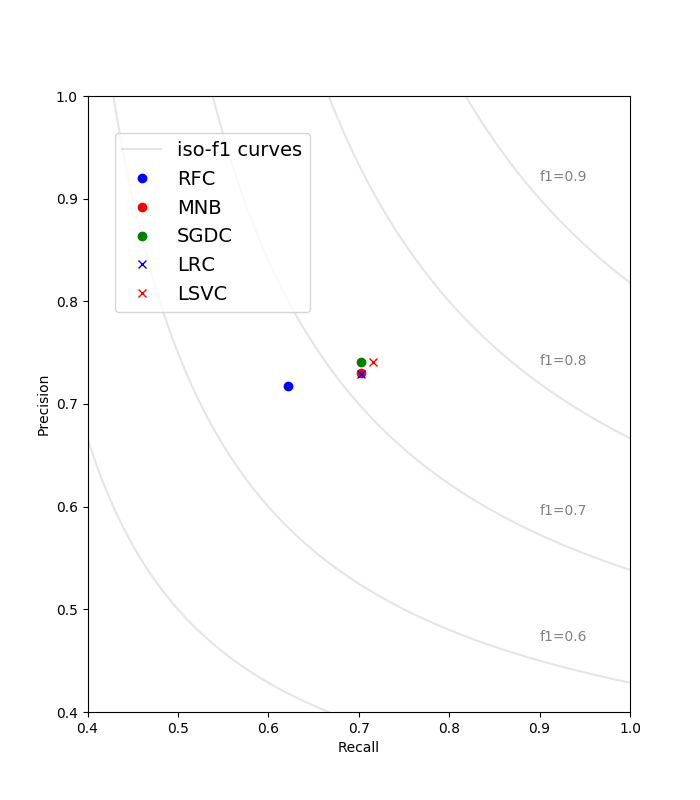 1.0
0.9
0.8
0.7
0.6
0.5
0.4
Precision
iso-f1 curves
RFC
MNB
SGDC
LRC
LSVC
f1=0.9
f1=0.8
f1=0.7
f1=0.6
0.4 0.5 0.6 0.7 0.8 0.9 1.0
Recall